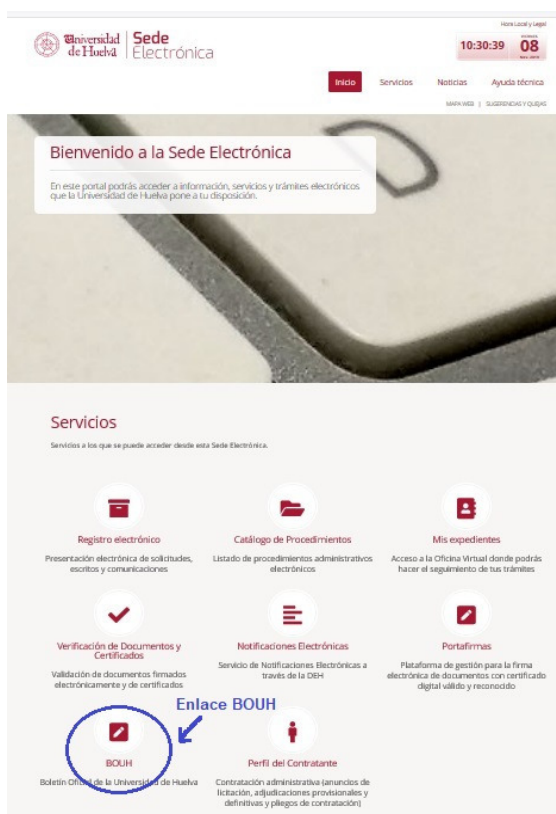 Hora Local y Legal
Universidad de Huelva
Sede Electrónica
10:30:39
08
Inicio Servicios Noticias Ayuda técnica
MAPA WEB | SUGERENCIAS Y QUEJAS
Bienvenido a la Sede Electrónica
En este portal podrás acceder a información, servicios y trámites electrónicos
que la Universidad de Huelva pone a tu disposición.
Servicios
Servicios a los que se puede acceder desde esta Sede Electrónica.
Registro electrónico
Presentación electrónica de solicitudes,
escritos y comunicaciones
Catálogo de Procedimientos
Listado de procedimientos administrativos
electrónicos
Mis expedientes
Acceso a la Oficina Virtual donde podrás
hacer el seguimiento de tus trámites
Verificación de Documentos y
Certificados
Validación de documentos firmados
electrónicamente y de certificados
Notificaciones Electrónicas
Servicio de Notificaciones Electrónicas a
través de la DEH
Portafirmas
Plataforma de gestión para la firma
electrónica de documentos con certificado
digital válido y reconocido
Enlace BOUH
BOUH
Boletín Oficial de la Universidad de Huelva
Perfil del Contratante
Contratación administrativa (anuncios de
licitación, adjudicaciones provisionales y
definitivas y pliegos de contratación)